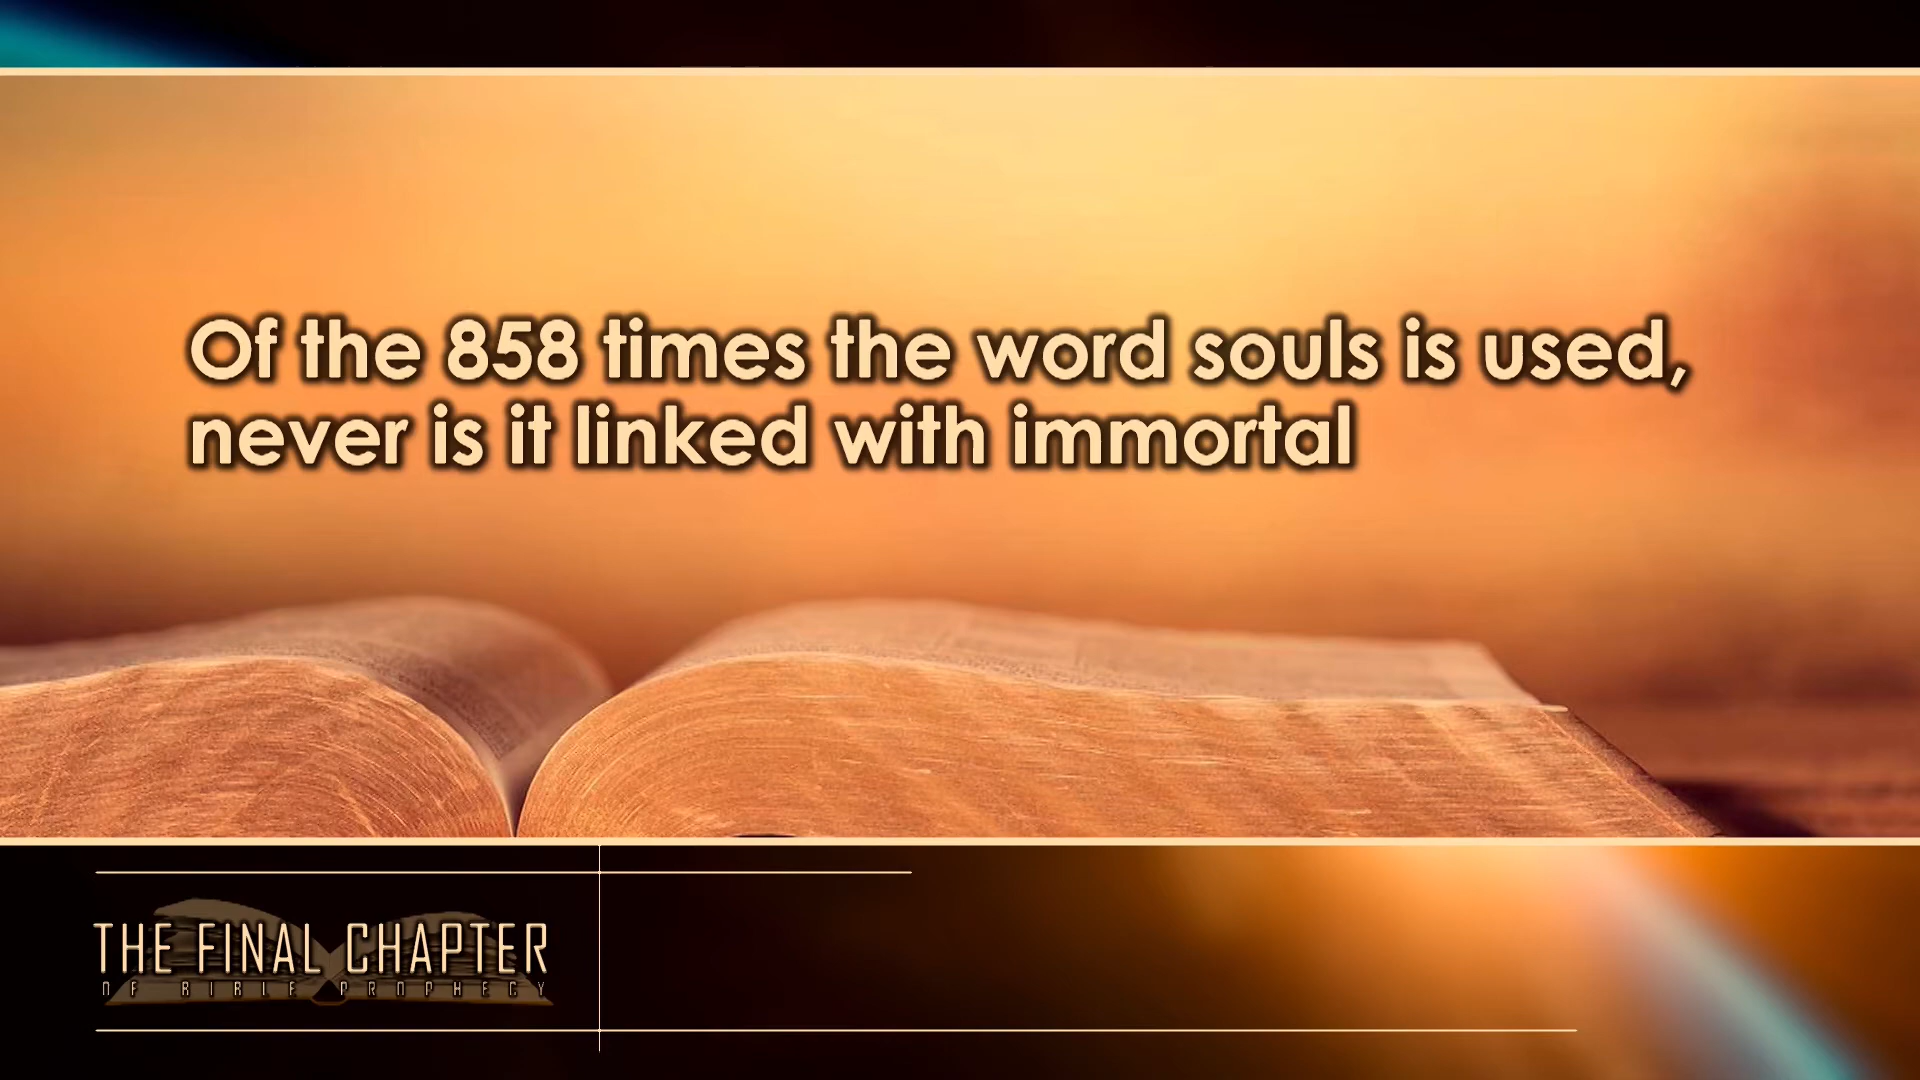 Of the 858 times the word souls is used,
never is it linked with immortal
THE FINAL CHAPTER
OF BIBLE PROPHECY